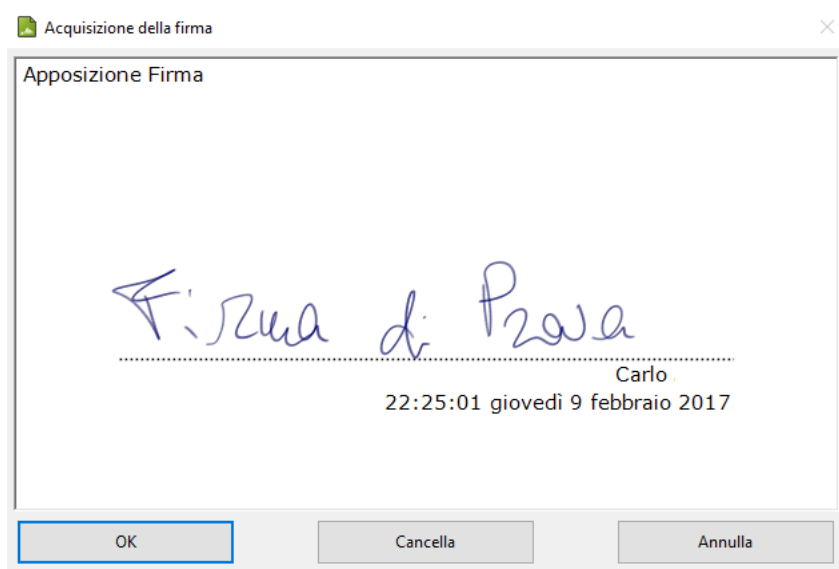 Acquisizione della firma
Apposizione Firma
Firma di Prova
Carlo
22:25:01 giovedì 9 febbraio 2017
OK Cancella Annulla